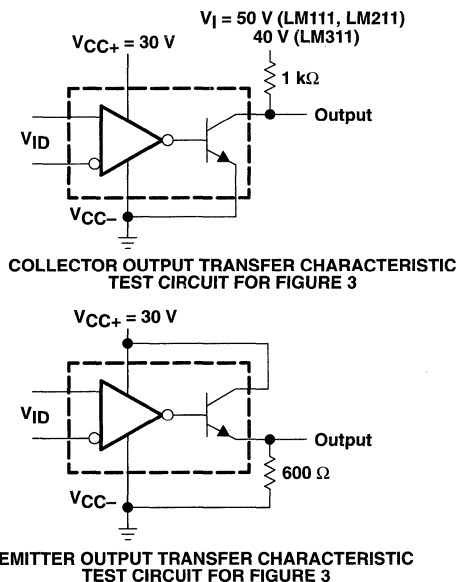 VI = 50 V (LM111, LM211)
40 V (LM311)
VCC+ = 30 V
1 kΩ
Output
VID
VCC−
COLLECTOR OUTPUT TRANSFER CHARACTERISTIC
TEST CIRCUIT FOR FIGURE 3
VCC+ = 30 V
VID
Output
600 Ω
VCC−
EMITTER OUTPUT TRANSFER CHARACTERISTIC
TEST CIRCUIT FOR FIGURE 3